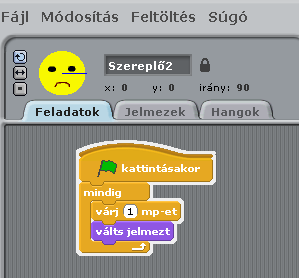 Fájl Módosítás Feltöltés Súgó
Szereplő2
x: 0 y: 0 irány: 90
Feladatok Jelmezek Hangok
kattintásakor
mindig
várj 1 mp-et
válts jelmezt